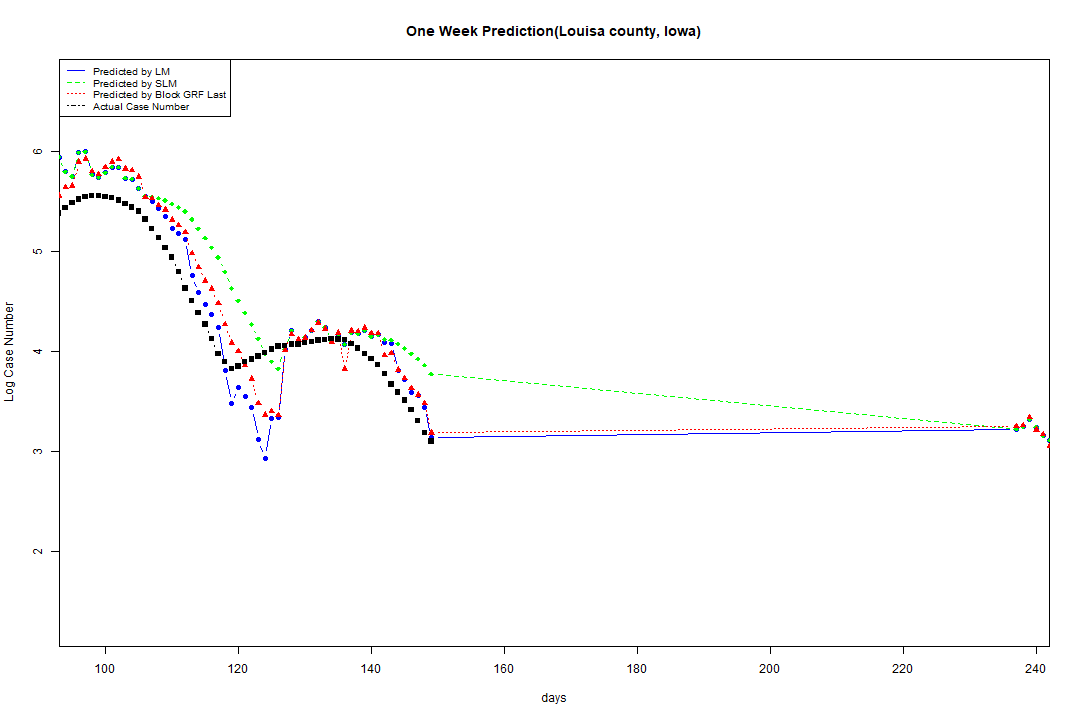 One Week Prediction(Louisa county, Iowa)
Predicted by LM
Predicted by SLM
Predicted by Block GRF Last
Actual Case Number
6
5
4
3
2
Log Case Number
100 120 140 160 180 200 220 240
days